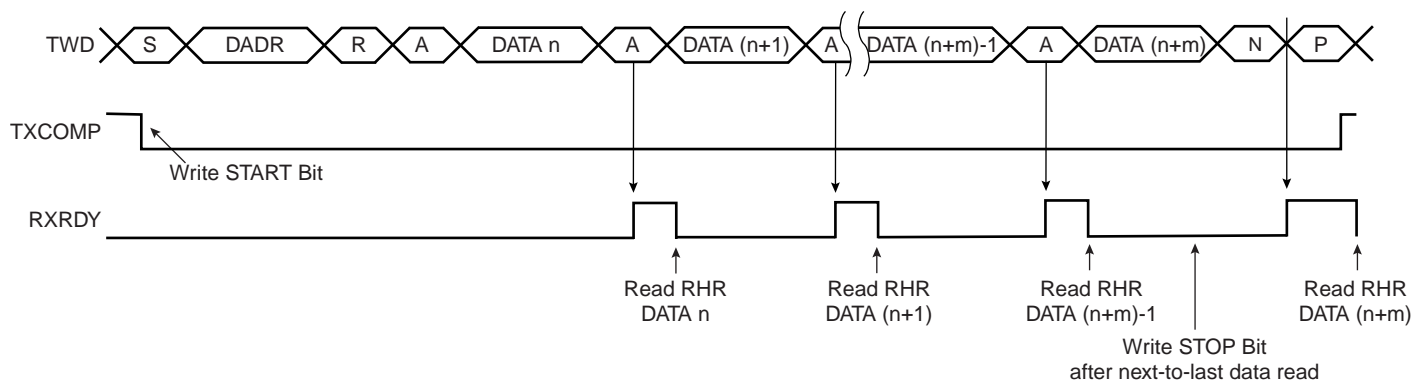 TWD S DADR R A DATA n A DATA (n+1) A DATA (n+m)-1 A DATA (n+m) N P
TXCOMP
Write START Bit
RXRDY
Read RHR
DATA n
Read RHR
DATA (n+1)
Read RHR
DATA (n+m)-1
Read RHR
DATA (n+m)
Write STOP Bit
after next-to-last data read